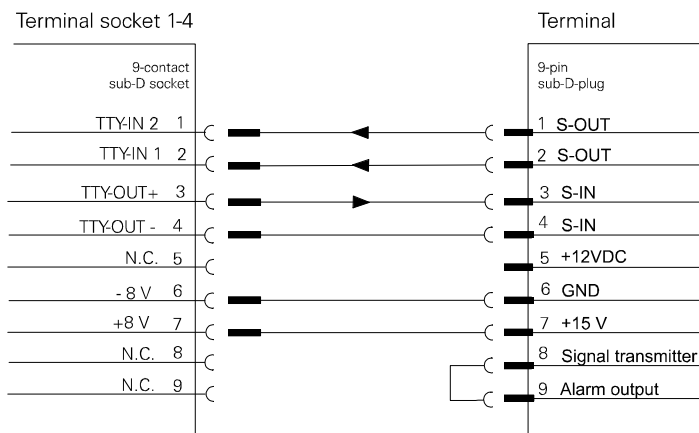 Terminal socket 1-4
Terminal
9-contact
sub-D socket
9-pin
sub-D-plug
TTY-IN 2 1
1 S-OUT
TTY-IN 1 2
2 S-OUT
TTY-OUT+ 3
3 S-IN
TTY-OUT - 4
4 S-IN
N.C. 5
5 +12VDC
- 8 V 6
6 GND
+8 V 7
7 +15 V
N.C. 8
8 Signal transmitter
N.C. 9
9 Alarm output